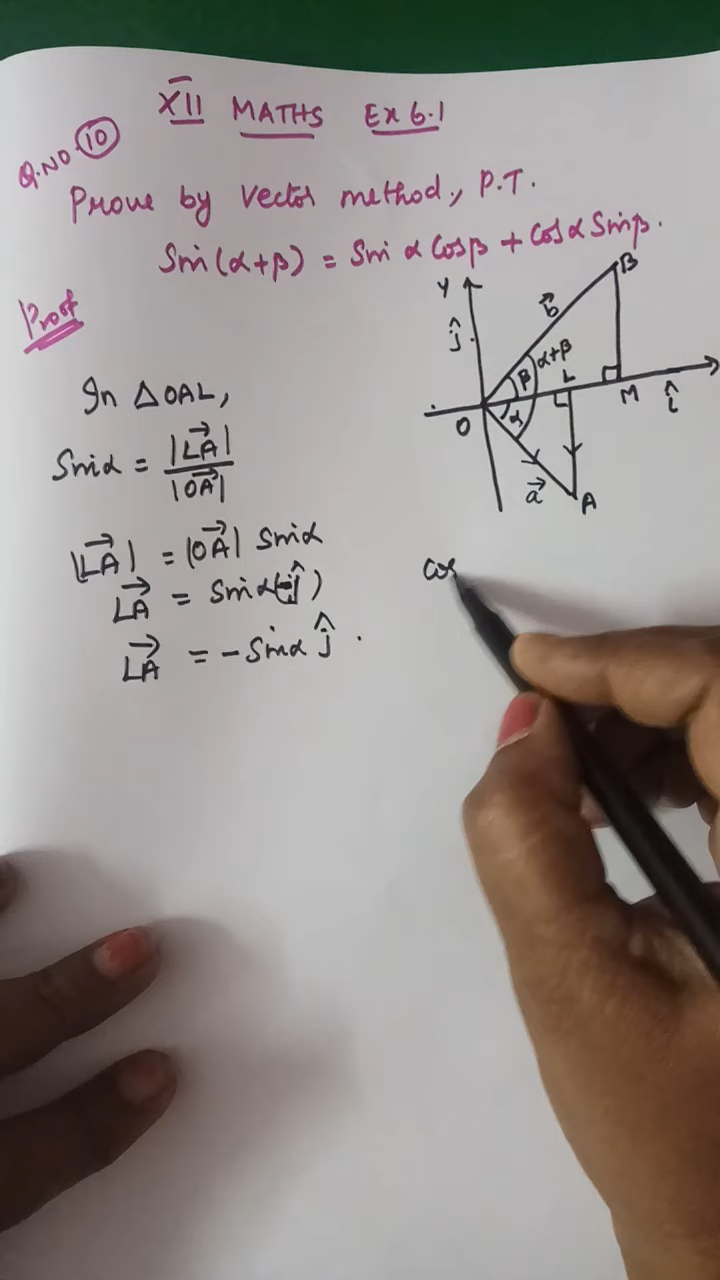 XII MATHS Ex 6.1
Q.NO. 10
Prove by vector method, P.T.
Sin(α+β) = Sin α Cosβ + Cosα Sinβ.
Proof
Y
ĵ
b⃗
B
α+β
β
L
α
O
M
î
a⃗
A
In ΔOAL,
Sinα = |LA⃗| / |OA⃗|
|LA⃗| = |OA⃗| Sinα
LA⃗ = Sinα(-ĵ)
LA⃗ = - Sinα ĵ.
cos